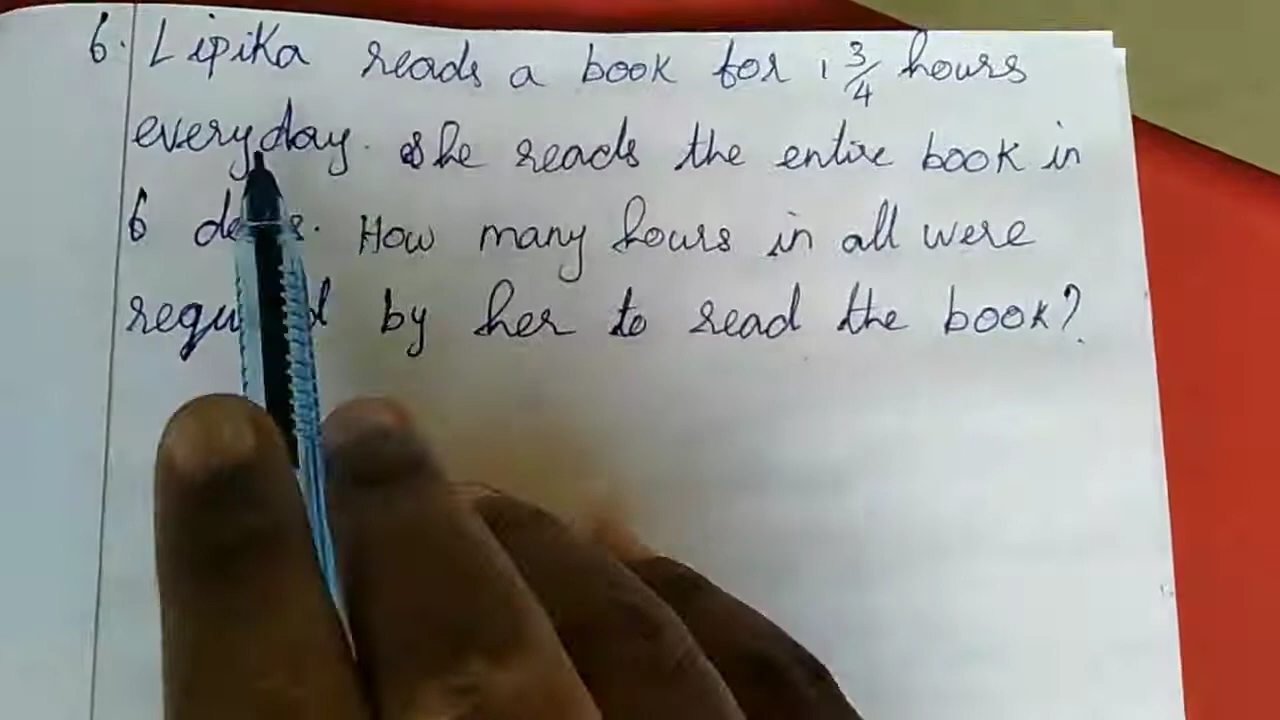 6. Lipika reads a book for 1 3/4 hours
everyday. She reads the entire book in
6 How many hours in all were
by her to read the book?